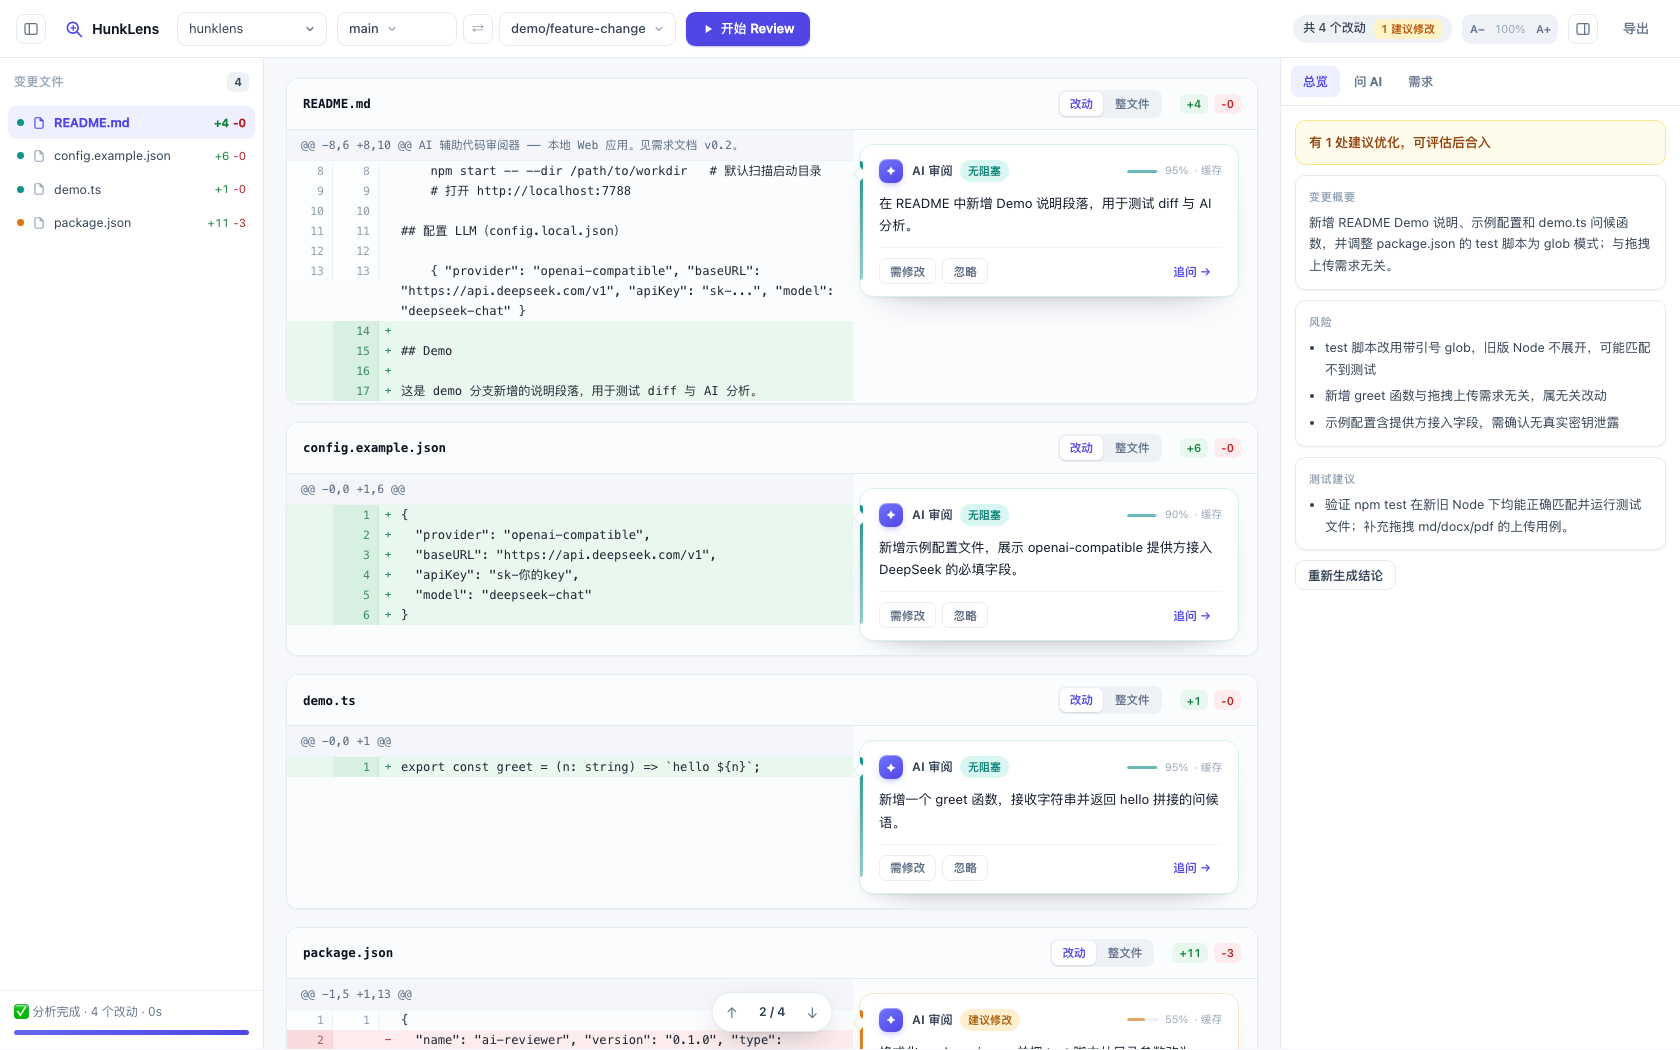 HunkLens
hunklens
main
demo/feature-change
开始 Review
共 4 个改动
1 建议修改
A− 100% A+
导出
变更文件 4
README.md +4 -0
config.example.json +6 -0
demo.ts +1 -0
package.json +11 -3
✅ 分析完成 · 4 个改动 · 0s
README.md 改动 整文件 +4 -0
@@ −8,6 +8,10 @@ AI 辅助代码审阅器 —— 本地 Web 应用。见需求文档 v0.2。
8 8 npm start -- --dir /path/to/workdir # 默认扫描启动目录
9 9 # 打开 http://localhost:7788
10 10
11 11 ## 配置 LLM（config.local.json）
12 12
13 13 { "provider": "openai-compatible", "baseURL":
"https://api.deepseek.com/v1", "apiKey": "sk-...", "model":
"deepseek-chat" }
14 +
15 + ## Demo
16 +
17 + 这是 demo 分支新增的说明段落，用于测试 diff 与 AI 分析。
AI 审阅 无阻塞 95% · 缓存
在 README 中新增 Demo 说明段落，用于测试 diff 与 AI
分析。
需修改 忽略 追问 →
config.example.json 改动 整文件 +6 -0
@@ −0,0 +1,6 @@
1 + {
2 + "provider": "openai-compatible",
3 + "baseURL": "https://api.deepseek.com/v1",
4 + "apiKey": "sk-你的key",
5 + "model": "deepseek-chat"
6 + }
AI 审阅 无阻塞 90% · 缓存
新增示例配置文件，展示 openai-compatible 提供方接入
DeepSeek 的必填字段。
需修改 忽略 追问 →
demo.ts 改动 整文件 +1 -0
@@ −0,0 +1 @@
1 + export const greet = (n: string) => `hello ${n}`;
AI 审阅 无阻塞 95% · 缓存
新增一个 greet 函数，接收字符串并返回 hello 拼接的问候
语。
需修改 忽略 追问 →
package.json 改动 整文件 +11 -3
@@ −1,5 +1,13 @@
1 1 {
2 − "name": "ai-reviewer", "version": "0.1.0", "type":
AI 审阅 建议修改 55% · 缓存
↑ 2 / 4 ↓
总览 问 AI 需求
有 1 处建议优化，可评估后合入
变更概要
新增 README Demo 说明、示例配置和 demo.ts 问候函
数，并调整 package.json 的 test 脚本为 glob 模式；与拖拽
上传需求无关。
风险
• test 脚本改用带引号 glob，旧版 Node 不展开，可能匹配
不到测试
• 新增 greet 函数与拖拽上传需求无关，属无关改动
• 示例配置含提供方接入字段，需确认无真实密钥泄露
测试建议
• 验证 npm test 在新旧 Node 下均能正确匹配并运行测试
文件；补充拖拽 md/docx/pdf 的上传用例。
重新生成结论